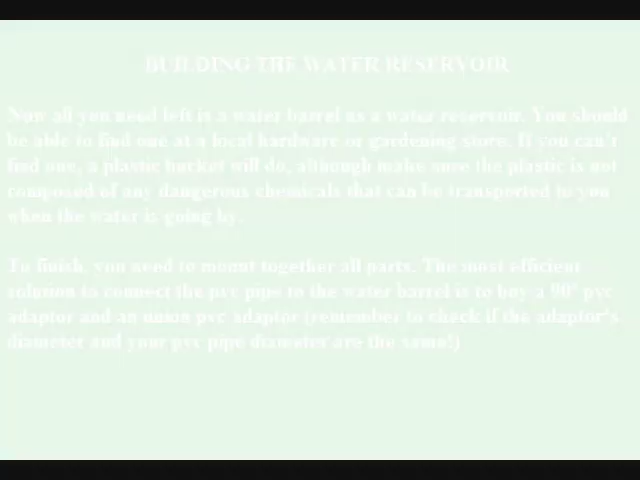 BUILDING THE WATER RESERVOIR
Now all you need left is a water barrel as a water reservoir. You should
be able to find one at a local hardware or gardening store. If you can't
find one, a plastic bucket will do, although make sure the plastic is not
composed of any dangerous chemicals that can be transported to you
when the water is going by.
To finish, you need to mount together all parts. The most efficient
solution to connect the pvc pipe to the water barrel is to buy a 90° pvc
adaptor and an union pvc adaptor (remember to check if the adaptor's
diameter and your pvc pipe diameter are the same!)